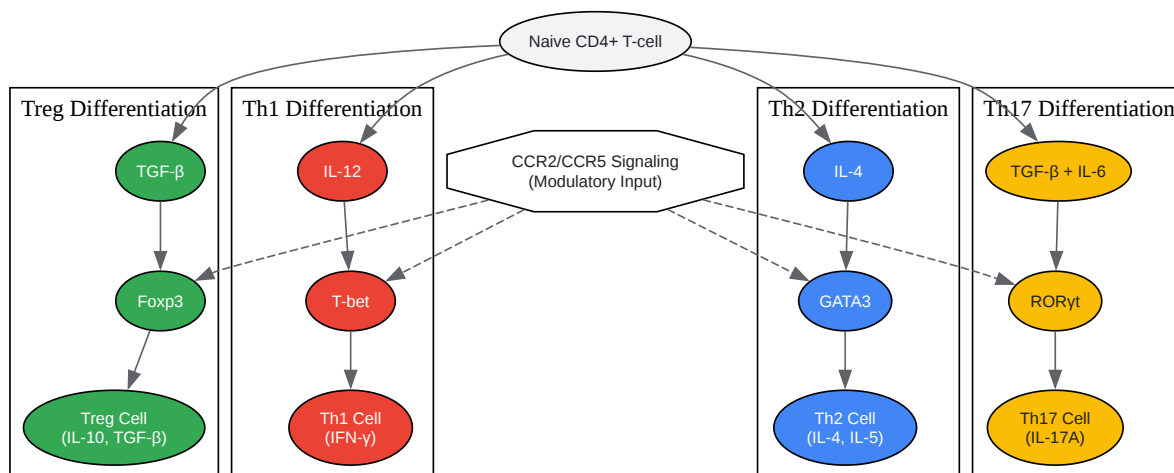 Naive CD4+ T-cell
Treg Differentiation
Th1 Differentiation
Th2 Differentiation
Th17 Differentiation
TGF-β
IL-12
CCR2/CCR5 Signaling
(Modulatory Input)
IL-4
TGF-β + IL-6
Foxp3
T-bet
GATA3
RORγt
Treg Cell
(IL-10, TGF-β)
Th1 Cell
(IFN-γ)
Th2 Cell
(IL-4, IL-5)
Th17 Cell
(IL-17A)